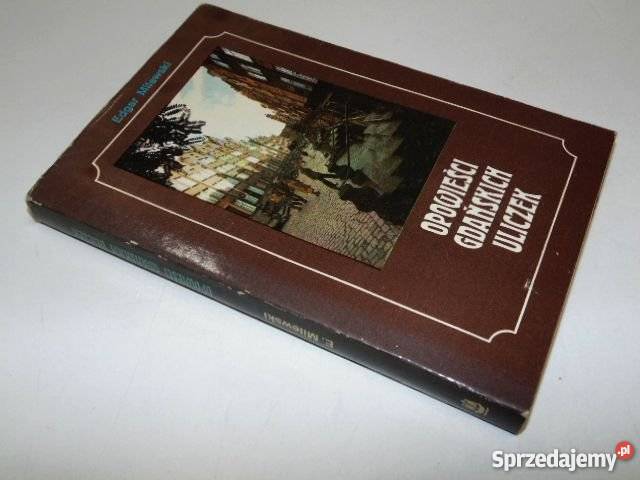 Edgar Milewski
OPOWIEŚCI
GDAŃSKICH
ULICZEK
E. Milewski
Sprzedajemy.pl